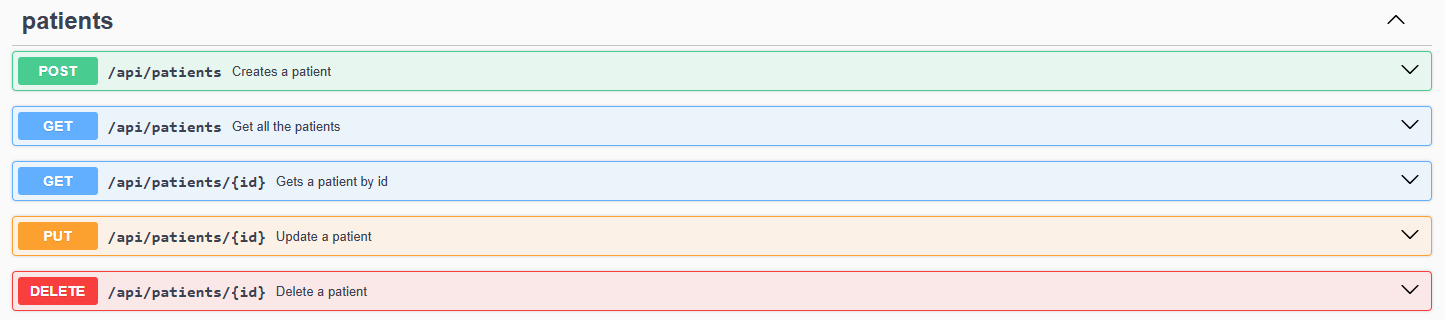 patients
POST /api/patients Creates a patient
GET /api/patients Get all the patients
GET /api/patients/{id} Gets a patient by id
PUT /api/patients/{id} Update a patient
DELETE /api/patients/{id} Delete a patient